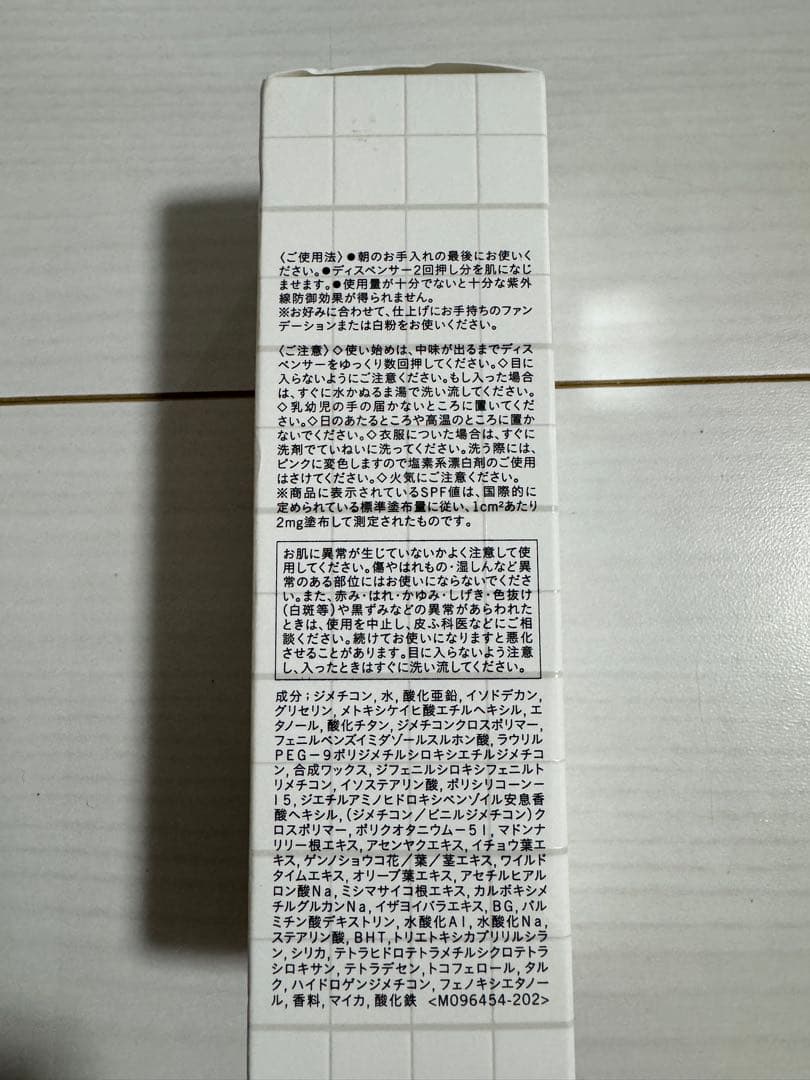 〈ご使用法〉●朝のお手入れの最後にお使いく
ださい。●ディスペンサー2回押し分を肌になじ
ませます。●使用量が十分でないと十分な紫外
線防御効果が得られません。
※お好みに合わせて、仕上げにお手持ちのファン
デーションまたは白粉をお使いください。
〈ご注意〉◇使い始めは、中味が出るまでディス
ペンサーをゆっくり数回押してください。◇目に
入らないようにご注意ください。もし入った場合
は、すぐに水かぬるま湯で洗い流してください。
◇乳幼児の手の届かないところに置いてくだ
さい。◇日のあたるところや高温のところに置か
ないでください。◇衣服についた場合は、すぐに
洗剤でていねいに洗ってください。洗う際には、
ピンクに変色しますので塩素系漂白剤のご使用
はさけてください。◇火気にご注意ください。
※商品に表示されているSPF値は、国際的に
定められている標準塗布量に従い、1cm²あたり
2mg塗布して測定されたものです。
お肌に異常が生じていないかよく注意して使
用してください。傷やはれもの・湿しんなど異
常のある部位にはお使いにならないでくださ
い。また、赤み・はれ・かゆみ・しげき・色抜け
(白斑等)や黒ずみなどの異常があらわれた
ときは、使用を中止し、皮ふ科医などにご相
談ください。続けてお使いになりますと悪化
させることがあります。目に入らないよう注意
し、入ったときはすぐに洗い流してください。
成分;ジメチコン,水,酸化亜鉛,イソドデカン,
グリセリン,メトキシケイヒ酸エチルヘキシル,エ
タノール,酸化チタン,ジメチコンクロスポリマー,
フェニルベンズイミダゾールスルホン酸,ラウリル
PEG-9ポリジメチルシロキシエチルジメチコ
ン,合成ワックス,ジフェニルシロキシフェニルト
リメチコン,イソステアリン酸,ポリシリコーン-
15,ジエチルアミノヒドロキシベンゾイル安息香
酸ヘキシル,(ジメチコン/ビニルジメチコン)ク
ロスポリマー,ポリクオタニウム-51,マドンナ
リリー根エキス,アセンヤクエキス,イチョウ葉エ
キス,ゲンノショウコ花/葉/茎エキス,ワイルド
タイムエキス,オリーブ葉エキス,アセチルヒアル
ロン酸Na,ミシマサイコ根エキス,カルボキシメ
チルグルカンNa,イザヨイバラエキス,BG,パル
ミチン酸デキストリン,水酸化Al,水酸化Na,
ステアリン酸,BHT,トリエトキシカプリリルシラ
ン,シリカ,テトラヒドロテトラメチルシクロテトラ
シロキサン,テトラデセン,トコフェロール,タル
ク,ハイドロゲンジメチコン,フェノキシエタノー
ル,香料,マイカ,酸化鉄 <M096454-202>